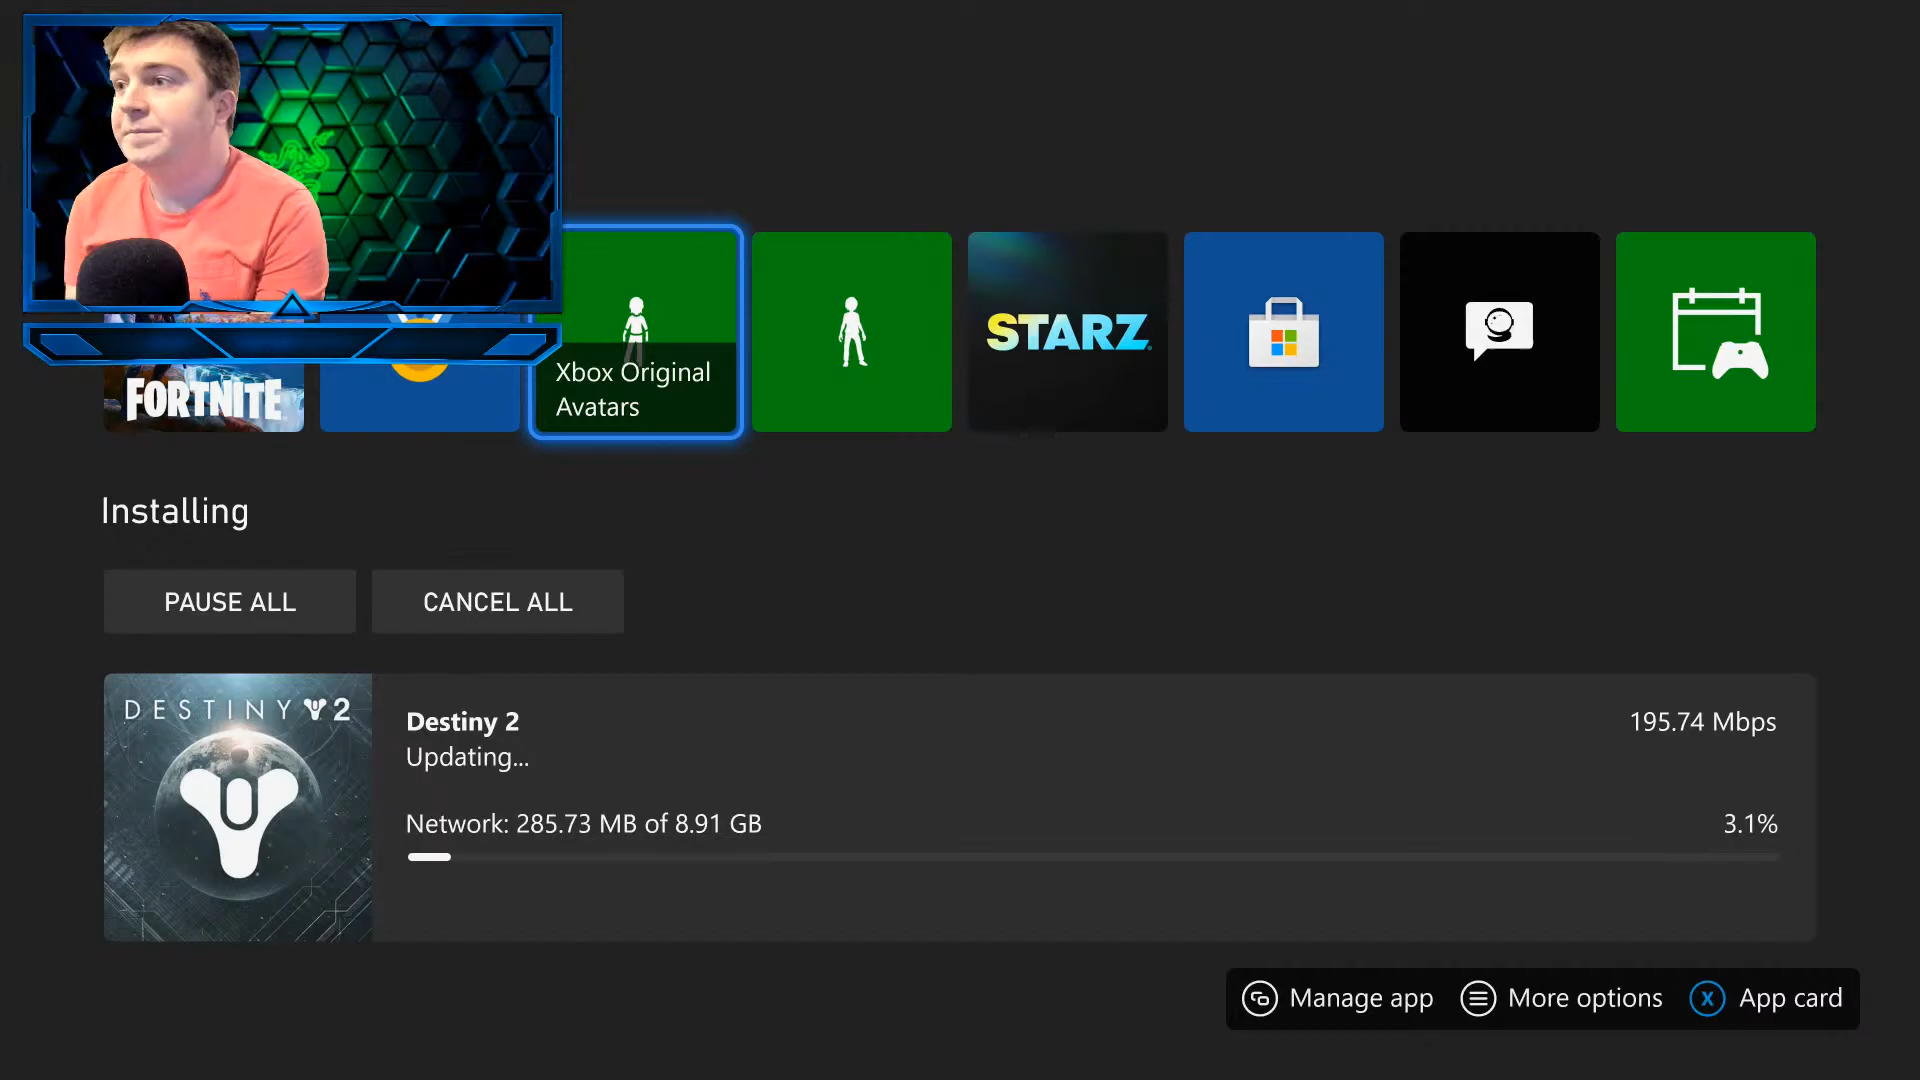 FORTNITE
Xbox Original
Avatars
STARZ
Installing
PAUSE ALL
CANCEL ALL
DESTINY 2
Destiny 2
195.74 Mbps
Updating...
Network: 285.73 MB of 8.91 GB
3.1%
Manage app
More options
X
App card